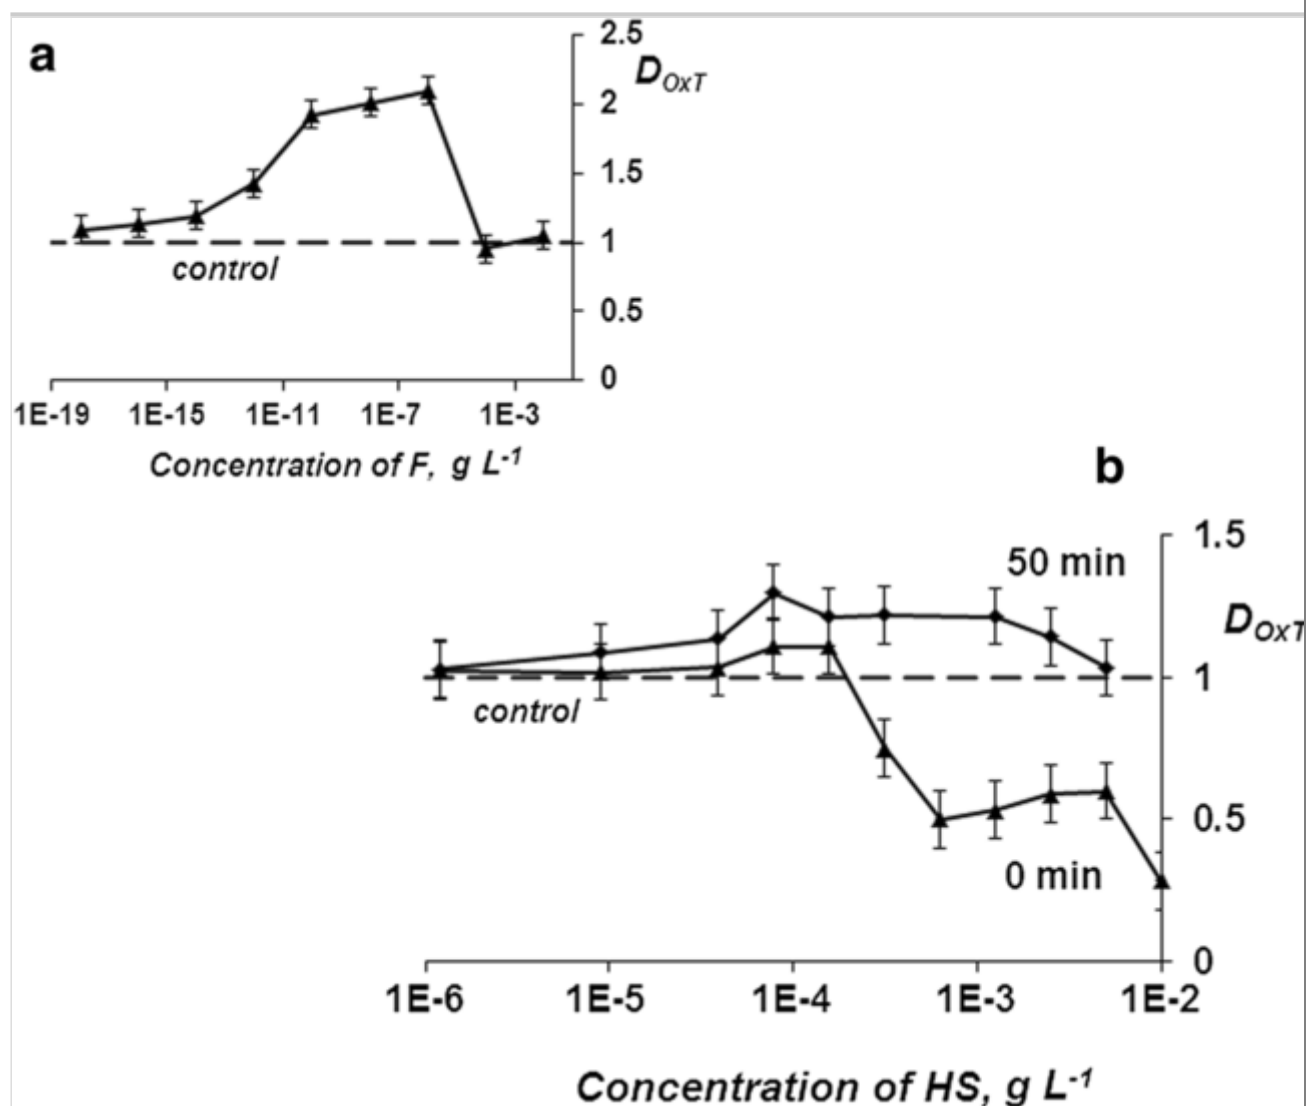 a
2.5
D_OxT
2
1.5
1
control
0.5
0
1E-19 1E-15 1E-11 1E-7 1E-3
Concentration of F, g L⁻¹
b
1.5
50 min
D_OxT
1
control
0.5
0 min
0
1E-6 1E-5 1E-4 1E-3 1E-2
Concentration of HS, g L⁻¹